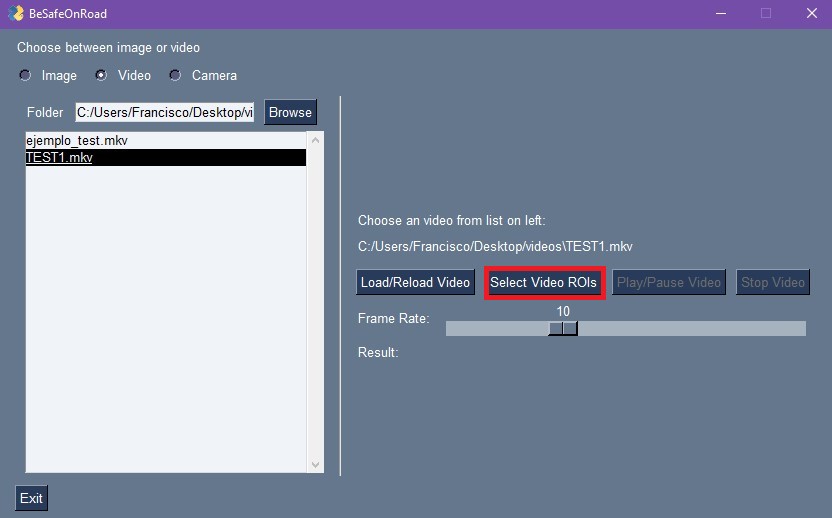 BeSafeOnRoad
Choose between image or video
Image Video Camera
Folder C:/Users/Francisco/Desktop/vi Browse
ejemplo_test.mkv
TEST1.mkv
Choose an video from list on left:
C:/Users/Francisco/Desktop/videos\TEST1.mkv
Load/Reload Video Select Video ROIs Play/Pause Video Stop Video
10
Frame Rate:
Result:
Exit